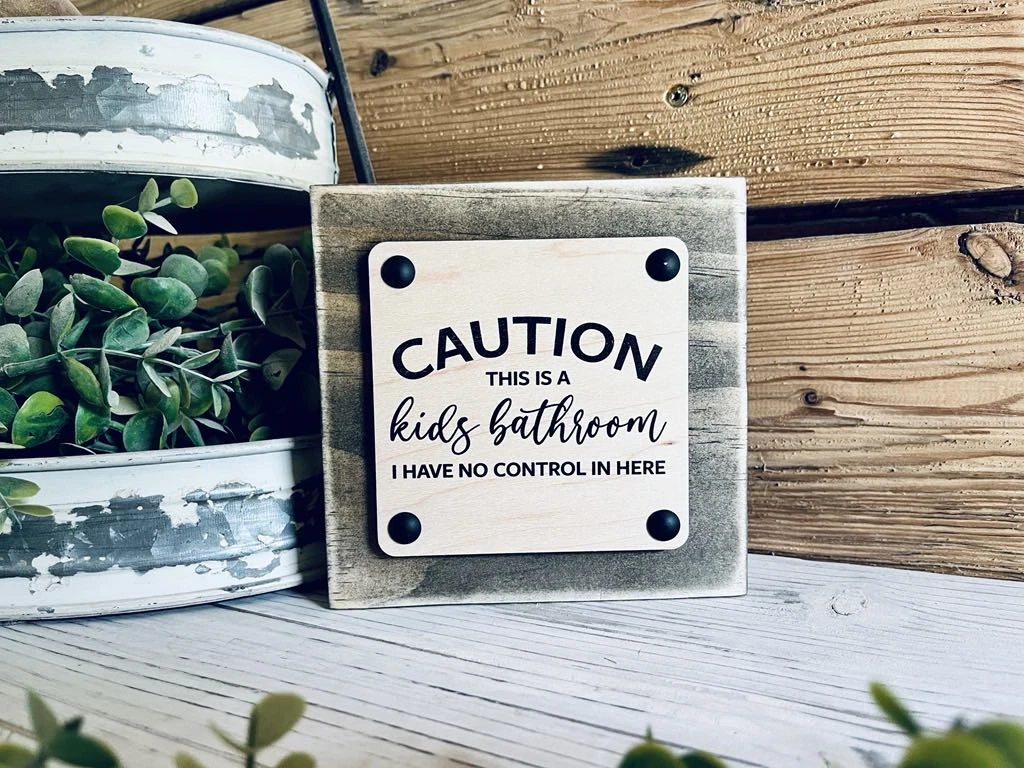 CAUTION
THIS IS A
kids bathroom
I HAVE NO CONTROL IN HERE